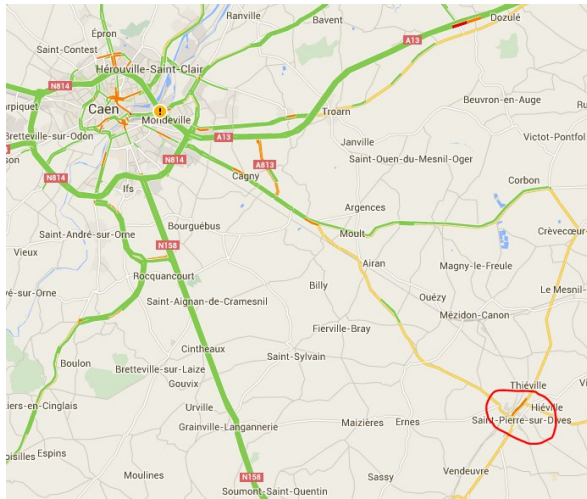 Ranville
Bavent
Dozulé
Épron
Saint-Contest
A13
Hérouville-Saint-Clair
N814
Caen
Beuvron-en-Auge
Troarn
Mondeville
Bretteville-sur-Odon
A13
Victot-Pontfol
Janville
N814
Saint-Ouen-du-Mesnil-Oger
A813
N814
Cagny
Corbon
Ifs
Argences
Bourguébus
Saint-André-sur-Orne
Moult
N158
Vieux
Airan
Magny-le-Freule
Rocquancourt
Billy
Saint-Aignan-de-Cramesnil
Ouézy
Mézidon-Canon
Fierville-Bray
Cintheaux
Saint-Sylvain
Boulon
Bretteville-sur-Laize
Gouvix
Thiéville
Urville
Hiéville
Grainville-Langannerie
Maizieres
Ernes
Saint-Pierre-sur-Dives
Espins
Vendeuvre
Moulines
N158
Sassy
Soumont-Saint-Quentin